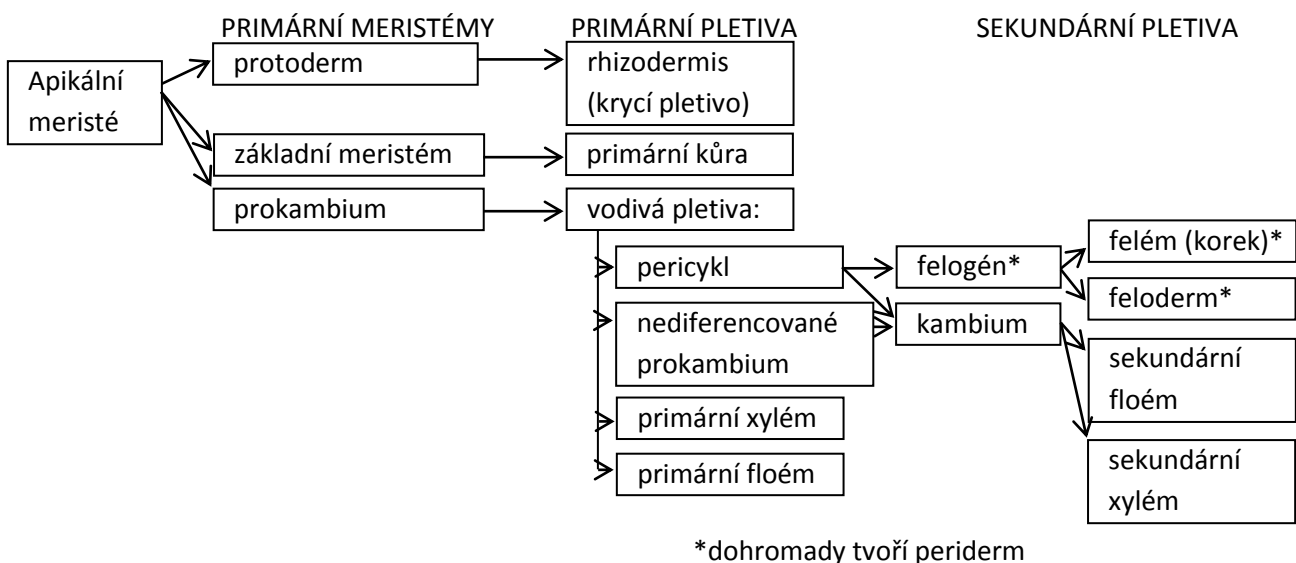 PRIMÁRNÍ MERISTÉMY
PRIMÁRNÍ PLETIVA
SEKUNDÁRNÍ PLETIVA
Apikální
meristé
protoderm
rhizodermis
(krycí pletivo)
základní meristém
primární kůra
prokambium
vodivá pletiva:
pericykl
felogén*
felém (korek)*
feloderm*
nediferencované
prokambium
kambium
sekundární
floém
primární xylém
primární floém
sekundární
xylém
*dohromady tvoří periderm